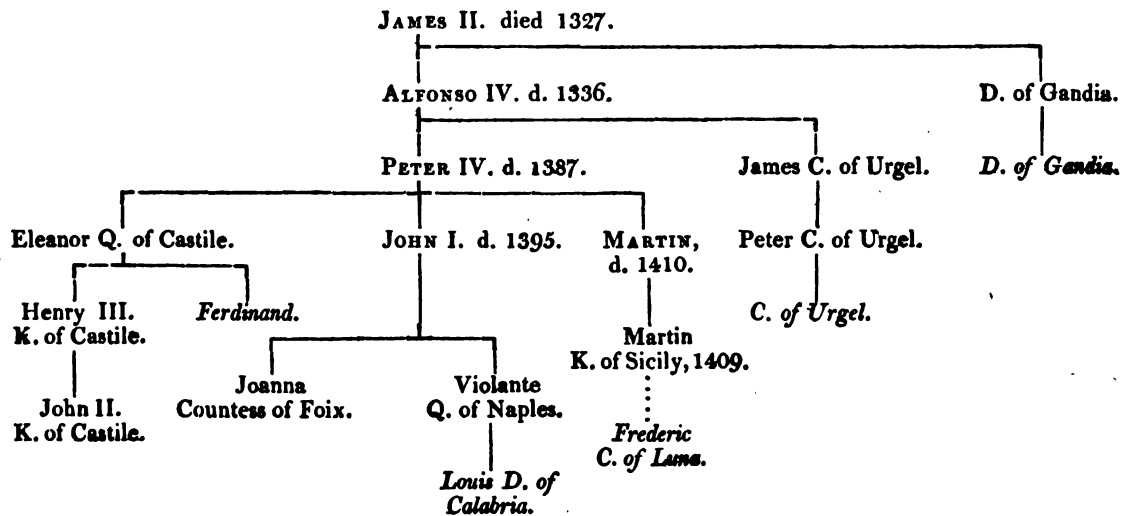 JAMES II. died 1327.
ALFONSO IV. d. 1336.
D. of Gandia.
PETER IV. d. 1387.
James C. of Urgel.
D. of Gandia.
Eleanor Q. of Castile.
JOHN I. d. 1395.
MARTIN,
d. 1410.
Peter C. of Urgel.
Henry III.
K. of Castile.
Ferdinand.
C. of Urgel.
Martin
K. of Sicily, 1409.
Joanna
Countess of Foix.
Violante
Q. of Naples.
John II.
K. of Castile.
Frederic
C. of Luna.
Louis D. of
Calabria.